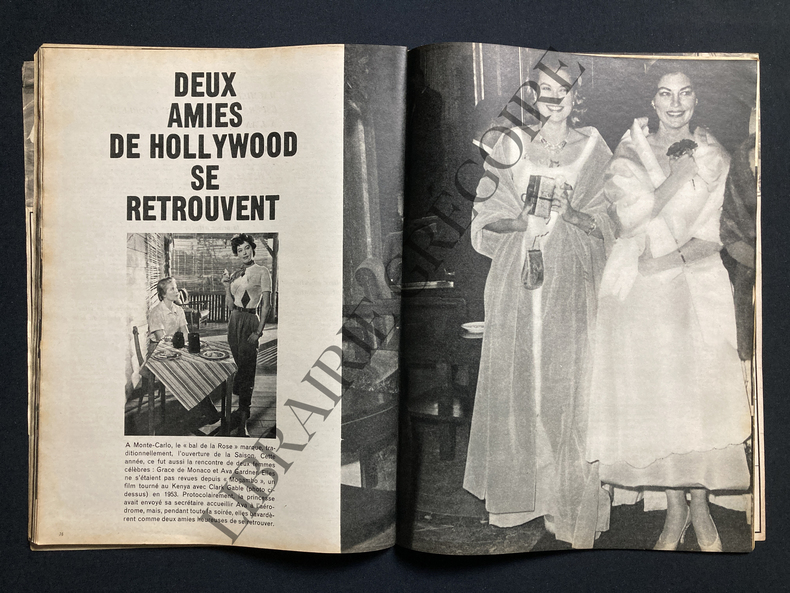 DEUX
AMIES
DE HOLLYWOOD
SE
RETROUVENT
A Monte-Carlo, le « bal de la Rose » marque, tra-
ditionnellement, l'ouverture de la Saison. Cette
année, ce fut aussi la rencontre de deux femmes
célèbres : Grace de Monaco et Ava Gardner. Elles
ne s'étaient pas revues depuis « Mogambo », un
film tourné au Kenya avec Clark Gable (photo ci-
dessus) en 1953. Protocolairement, la princesse
avait envoyé sa secrétaire accueillir Ava à l'aéro-
drome, mais, pendant toute la soirée, elles bavardè-
rent comme deux amies heureuses de se retrouver.
LIBRAIRIE GREGOIRE